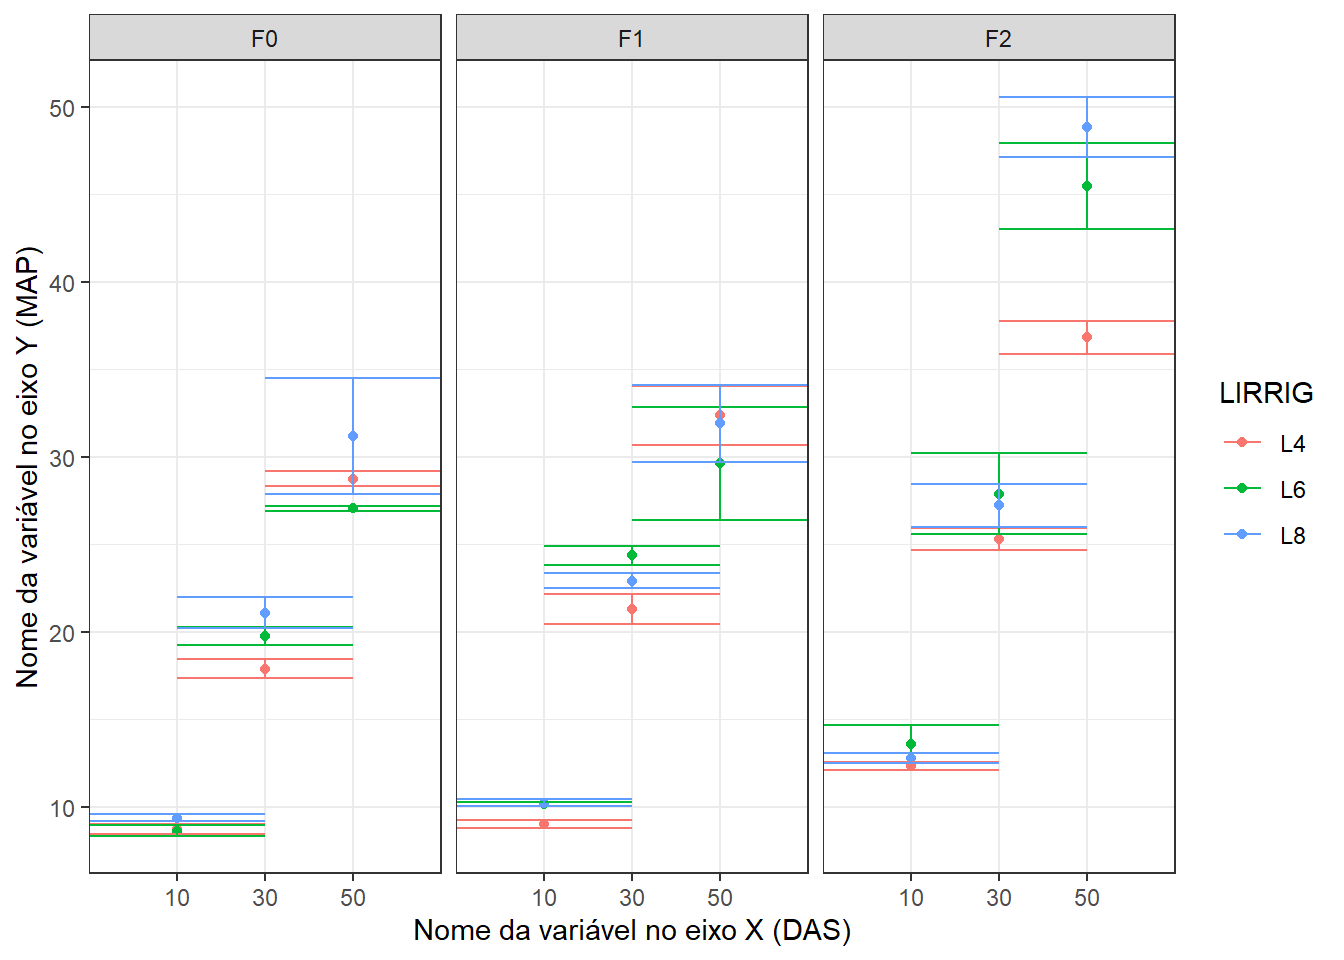 F0 F1 F2
50
40
30
20
10
Nome da variável no eixo Y (MAP)
10 30 50 10 30 50 10 30 50
Nome da variável no eixo X (DAS)
LIRRIG
L4
L6
L8